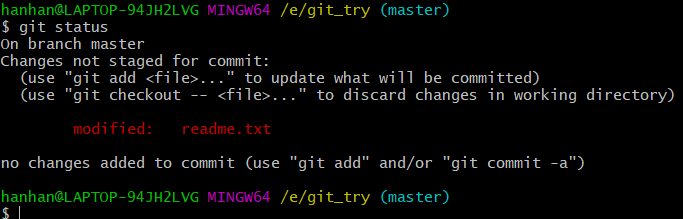 hanhan@LAPTOP-94JH2LVG MINGW64 /e/git_try (master)
$ git status
On branch master
Changes not staged for commit:
  (use "git add <file>..." to update what will be committed)
  (use "git checkout -- <file>..." to discard changes in working directory)
        modified:   readme.txt
no changes added to commit (use "git add" and/or "git commit -a")
hanhan@LAPTOP-94JH2LVG MINGW64 /e/git_try (master)
$